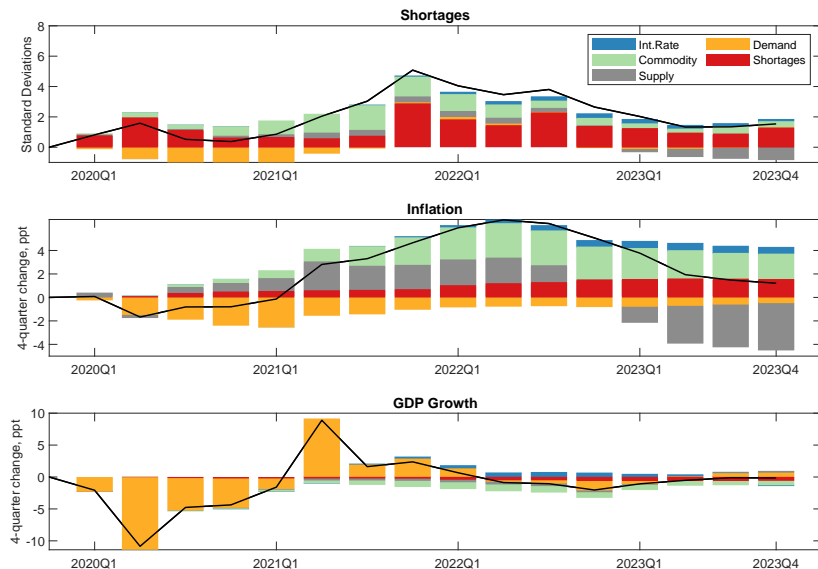 Shortages
Standard Deviations
8
6
4
2
0
Int.Rate
Commodity
Supply
Demand
Shortages
2020Q1 2021Q1 2022Q1 2023Q1 2023Q4
Inflation
4-quarter change, ppt
4
2
0
-2
-4
2020Q1 2021Q1 2022Q1 2023Q1 2023Q4
GDP Growth
4-quarter change, ppt
10
5
0
-5
-10
2020Q1 2021Q1 2022Q1 2023Q1 2023Q4